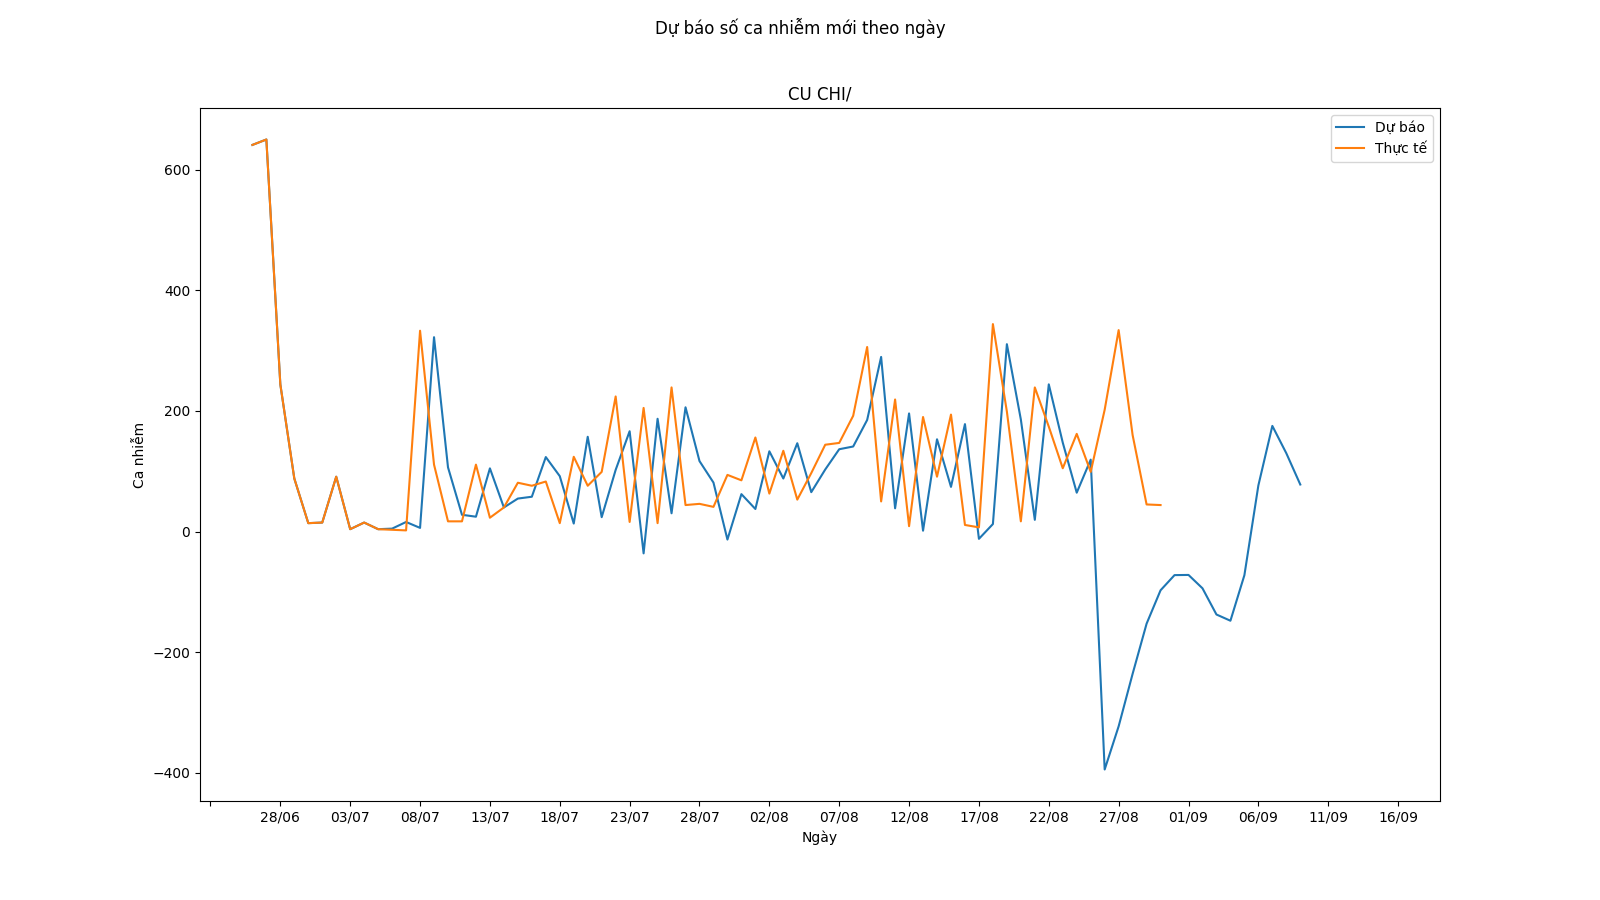 Dự báo số ca nhiễm mới theo ngày
CU CHI/
Dự báo
Thực tế
600
400
200
0
−200
−400
Ca nhiễm
28/06 03/07 08/07 13/07 18/07 23/07 28/07 02/08 07/08 12/08 17/08 22/08 27/08 01/09 06/09 11/09 16/09
Ngày